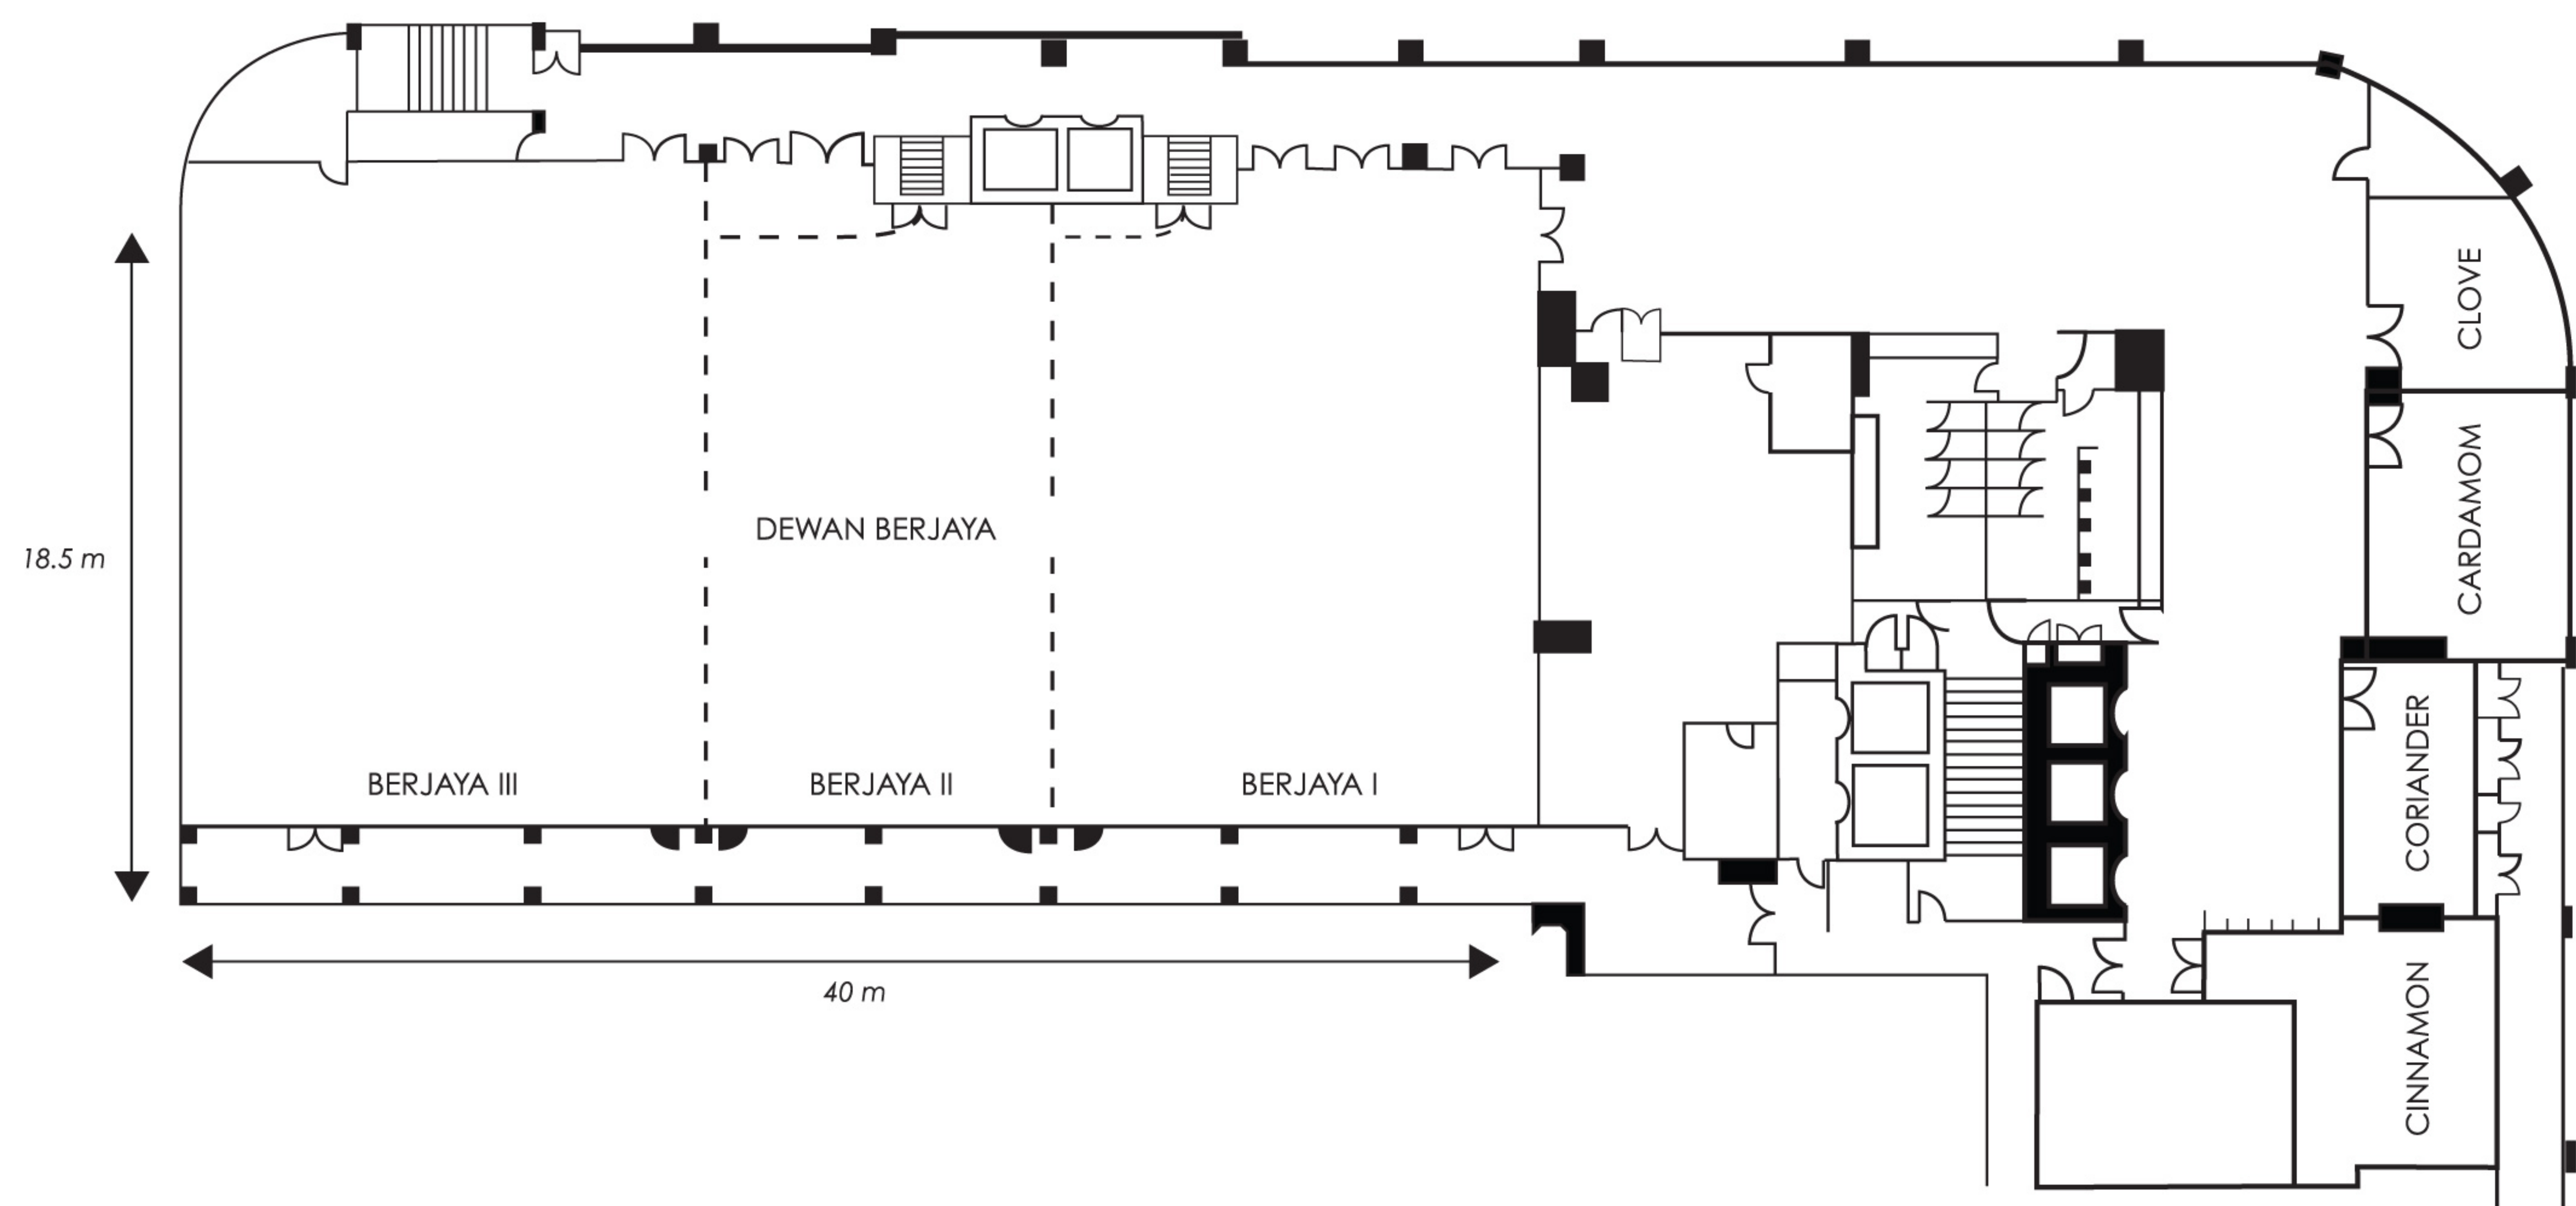 CLOVE
CARDAMOM
18.5 m
DEWAN BERJAYA
BERJAYA III
BERJAYA II
BERJAYA I
CORIANDER
40 m
CINNAMON